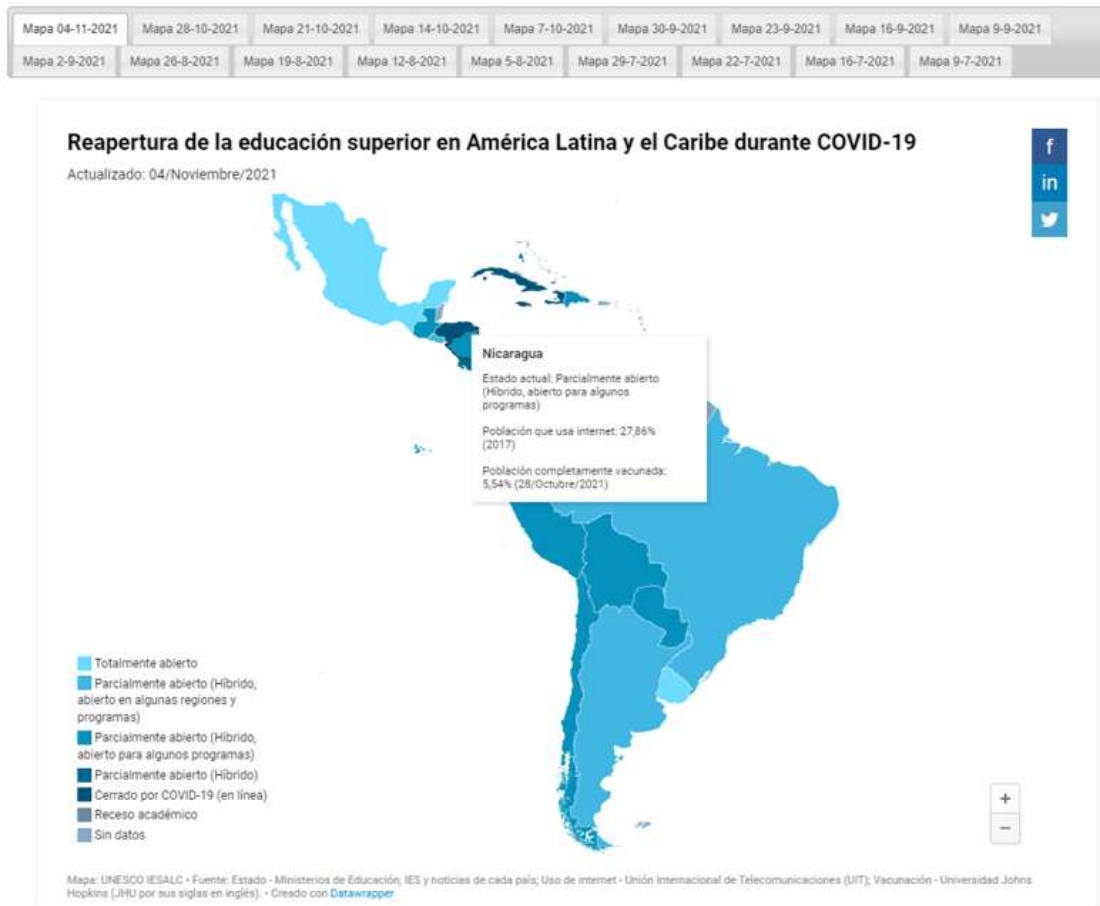 Mapa 04-11-2021 Mapa 28-10-2021 Mapa 21-10-2021 Mapa 14-10-2021 Mapa 7-10-2021 Mapa 30-9-2021 Mapa 23-9-2021 Mapa 16-9-2021 Mapa 9-9-2021
Mapa 2-9-2021 Mapa 26-8-2021 Mapa 19-8-2021 Mapa 12-8-2021 Mapa 5-8-2021 Mapa 29-7-2021 Mapa 22-7-2021 Mapa 16-7-2021 Mapa 9-7-2021
Reapertura de la educación superior en América Latina y el Caribe durante COVID-19
Actualizado: 04/Noviembre/2021
f
in
Nicaragua
Estado actual: Parcialmente abierto
(Híbrido, abierto para algunos
programas)
Población que usa internet: 27,86%
(2017)
Población completamente vacunada:
5,54% (28/Octubre/2021)
Totalmente abierto
Parcialmente abierto (Híbrido,
abierto en algunas regiones y
programas)
Parcialmente abierto (Híbrido,
abierto para algunos programas)
Parcialmente abierto (Híbrido)
Cerrado por COVID-19 (en línea)
Receso académico
Sin datos
+
−
Mapa: UNESCO IESALC • Fuente: Estado - Ministerios de Educación, IES y noticias de cada país; Uso de internet - Unión Internacional de Telecomunicaciones (UIT); Vacunación - Universidad Johns
Hopkins (JHU por sus siglas en inglés). • Creado con Datawrapper